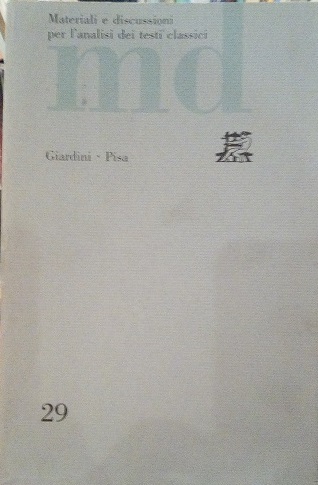 Materiali e discussioni
per l'analisi dei testi classici
md
Giardini · Pisa
29